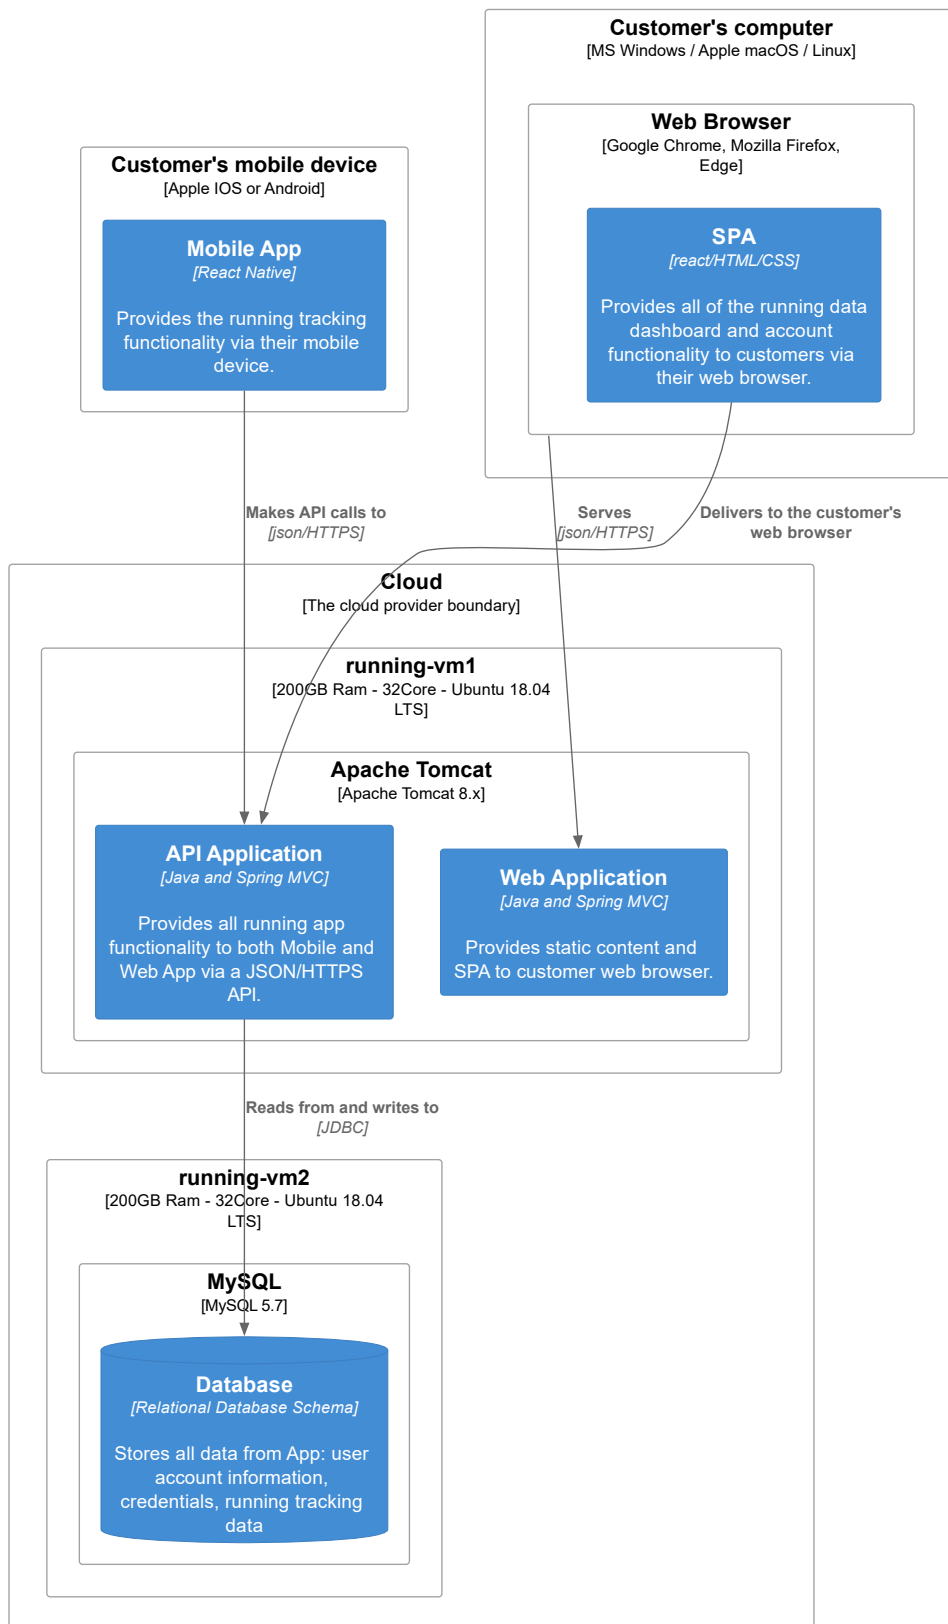 Customer's computer
[MS Windows / Apple macOS / Linux]
Web Browser
[Google Chrome, Mozilla Firefox,
Edge]
Customer's mobile device
[Apple IOS or Android]
SPA
[react/HTML/CSS]
Provides all of the running data
dashboard and account
functionality to customers via
their web browser.
Mobile App
[React Native]
Provides the running tracking
functionality via their mobile
device.
Makes API calls to
[json/HTTPS]
Serves
[json/HTTPS]
Delivers to the customer's
web browser
Cloud
[The cloud provider boundary]
running-vm1
[200GB Ram - 32Core - Ubuntu 18.04
LTS]
Apache Tomcat
[Apache Tomcat 8.x]
API Application
[Java and Spring MVC]
Provides all running app
functionality to both Mobile and
Web App via a JSON/HTTPS
API.
Web Application
[Java and Spring MVC]
Provides static content and
SPA to customer web browser.
Reads from and writes to
[JDBC]
running-vm2
[200GB Ram - 32Core - Ubuntu 18.04
LTS]
MySQL
[MySQL 5.7]
Database
[Relational Database Schema]
Stores all data from App: user
account information,
credentials, running tracking
data